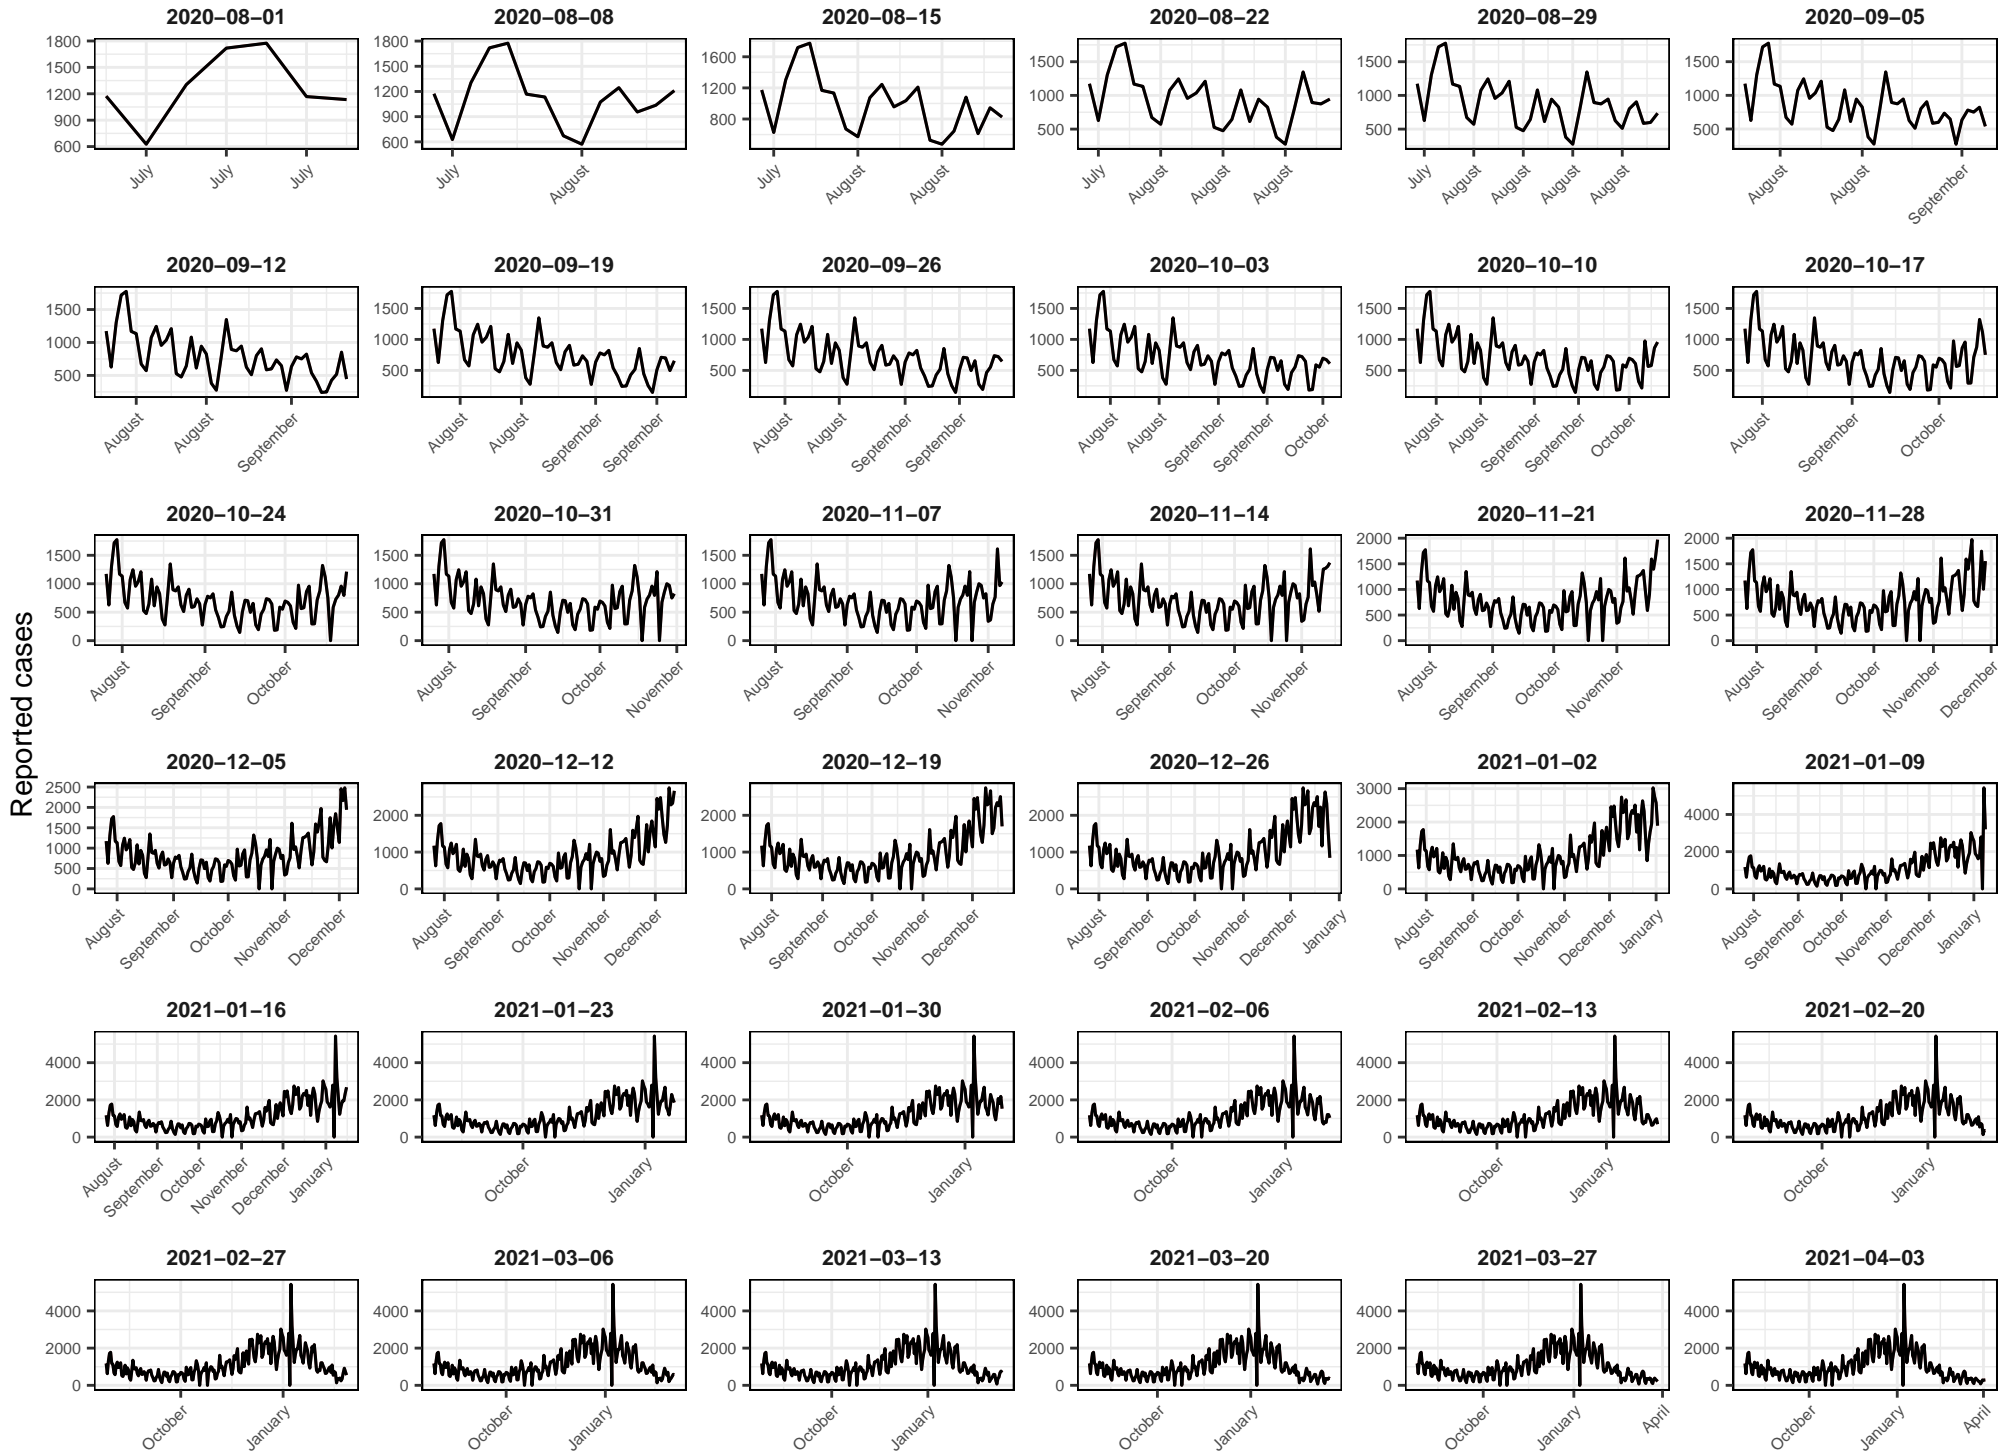 2020−08−01
2020−08−08
2020−08−15
2020−08−22
2020−08−29
2020−09−05
1800
1500
1200
900
600
July
July
July
1800
1500
1200
900
600
July
August
1600
1200
800
July
August
August
1500
1000
500
July
August
August
August
1500
1000
500
July
August
August
August
August
1500
1000
500
August
August
September
2020−09−12
2020−09−19
2020−09−26
2020−10−03
2020−10−10
2020−10−17
1500
1000
500
August
August
September
1500
1000
500
August
August
September
September
1500
1000
500
August
August
September
September
1500
1000
500
August
August
September
September
October
1500
1000
500
August
August
September
September
October
1500
1000
500
August
September
October
Reported cases
2020−10−24
2020−10−31
2020−11−07
2020−11−14
2020−11−21
2020−11−28
1500
1000
500
0
August
September
October
1500
1000
500
0
August
September
October
November
1500
1000
500
0
August
September
October
November
1500
1000
500
0
August
September
October
November
2000
1500
1000
500
0
August
September
October
November
2000
1500
1000
500
0
August
September
October
November
December
2020−12−05
2020−12−12
2020−12−19
2020−12−26
2021−01−02
2021−01−09
2500
2000
1500
1000
500
0
August
September
October
November
December
2000
1000
0
August
September
October
November
December
2000
1000
0
August
September
October
November
December
2000
1000
0
August
September
October
November
December
January
3000
2000
1000
0
August
September
October
November
December
January
4000
2000
0
August
September
October
November
December
January
2021−01−16
2021−01−23
2021−01−30
2021−02−06
2021−02−13
2021−02−20
4000
2000
0
August
September
October
November
December
January
4000
2000
0
October
January
4000
2000
0
October
January
4000
2000
0
October
January
4000
2000
0
October
January
4000
2000
0
October
January
2021−02−27
2021−03−06
2021−03−13
2021−03−20
2021−03−27
2021−04−03
4000
2000
0
October
January
4000
2000
0
October
January
4000
2000
0
October
January
4000
2000
0
October
January
4000
2000
0
October
January
April
4000
2000
0
October
January
April